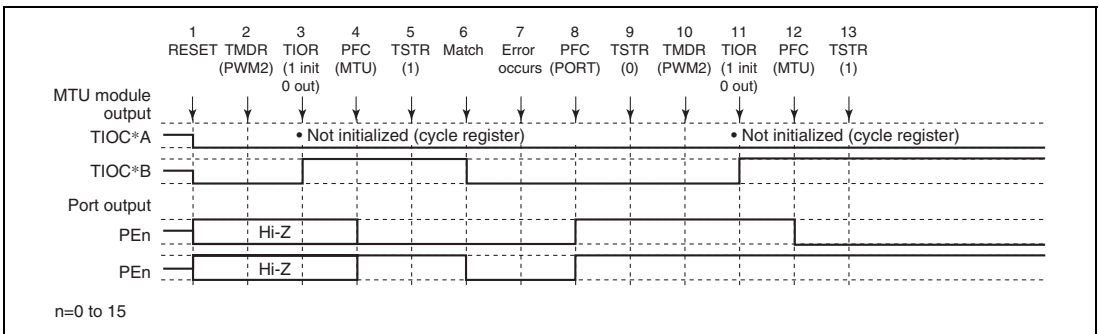 1 2 3 4 5 6 7 8 9 10 11 12 13
RESET TMDR TIOR PFC TSTR Match Error PFC TSTR TMDR TIOR PFC TSTR
(PWM2) (1 init (MTU) (1) occurs (PORT) (0) (PWM2) (1 init (MTU) (1)
0 out) 0 out)
MTU module
output
TIOC*A • Not initialized (cycle register) • Not initialized (cycle register)
TIOC*B
Port output
PEn Hi-Z
PEn Hi-Z
n=0 to 15